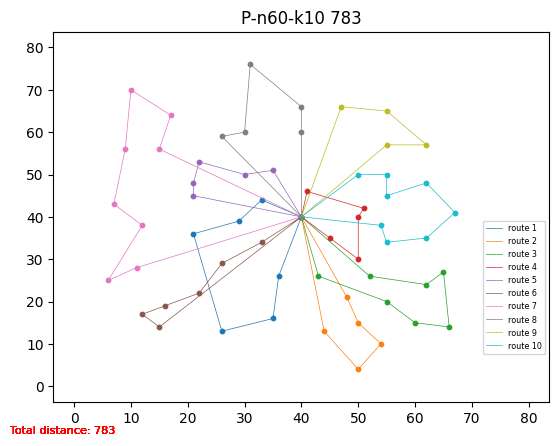 P-n60-k10 783
80
70
60
50
40
30
20
10
0
route 1
route 2
route 3
route 4
route 5
route 6
route 7
route 8
route 9
route 10
0 10 20 30 40 50 60 70 80
Total distance: 783